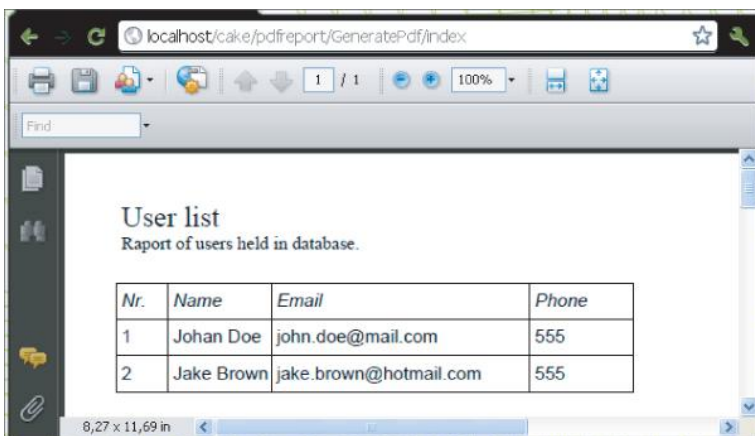 localhost/cake/pdfreport/GeneratePdf/index
1 / 1 100%
Find
User list
Raport of users held in database.
Nr. Name Email Phone
1 Johan Doe john.doe@mail.com 555
2 Jake Brown jake.brown@hotmail.com 555
8,27 x 11,69 in